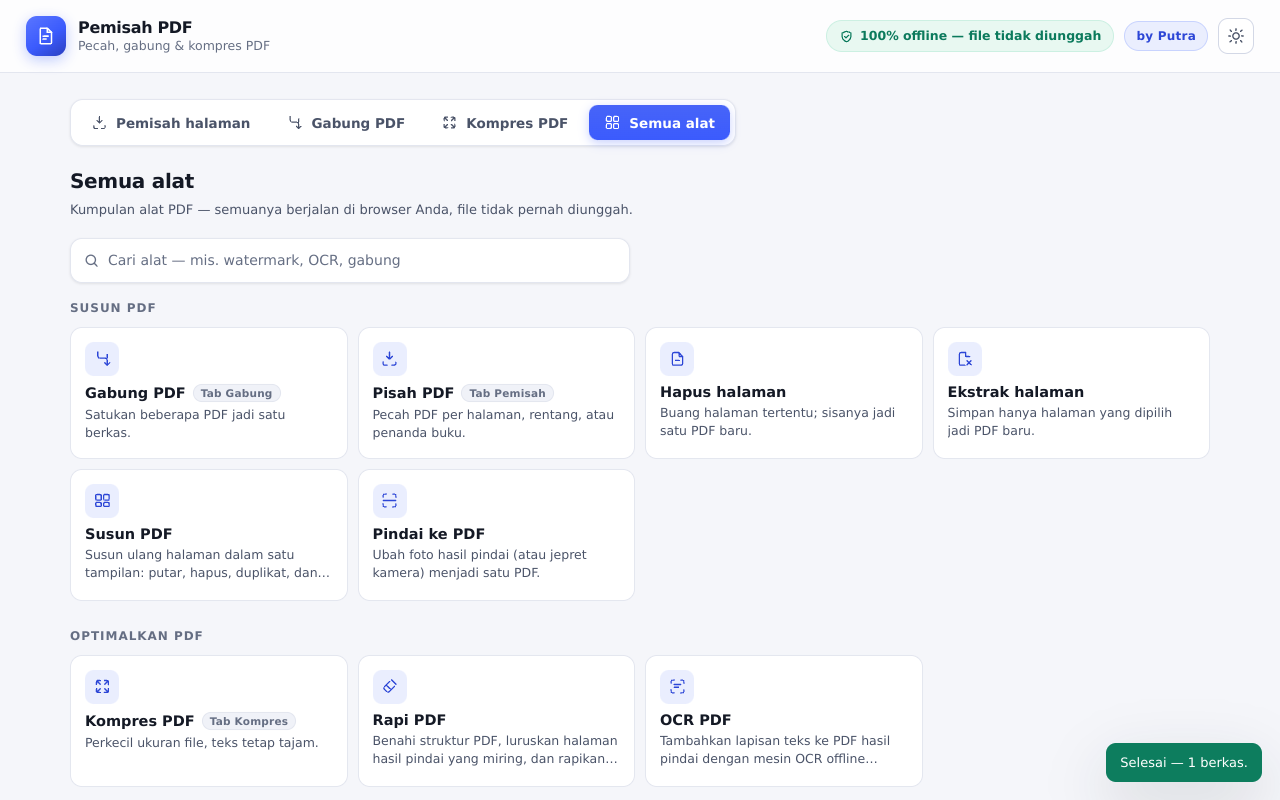 Pemisah PDF
Pecah, gabung & kompres PDF
100% offline — file tidak diunggah
by Putra
Pemisah halaman
Gabung PDF
Kompres PDF
Semua alat
Semua alat
Kumpulan alat PDF — semuanya berjalan di browser Anda, file tidak pernah diunggah.
Cari alat — mis. watermark, OCR, gabung
SUSUN PDF
Gabung PDF Tab Gabung
Satukan beberapa PDF jadi satu
berkas.
Pisah PDF Tab Pemisah
Pecah PDF per halaman, rentang, atau
penanda buku.
Hapus halaman
Buang halaman tertentu; sisanya jadi
satu PDF baru.
Ekstrak halaman
Simpan hanya halaman yang dipilih
jadi PDF baru.
Susun PDF
Susun ulang halaman dalam satu
tampilan: putar, hapus, duplikat, dan…
Pindai ke PDF
Ubah foto hasil pindai (atau jepret
kamera) menjadi satu PDF.
OPTIMALKAN PDF
Kompres PDF Tab Kompres
Perkecil ukuran file, teks tetap tajam.
Rapi PDF
Benahi struktur PDF, luruskan halaman
hasil pindai yang miring, dan rapikan…
OCR PDF
Tambahkan lapisan teks ke PDF hasil
pindai dengan mesin OCR offline…
Selesai — 1 berkas.